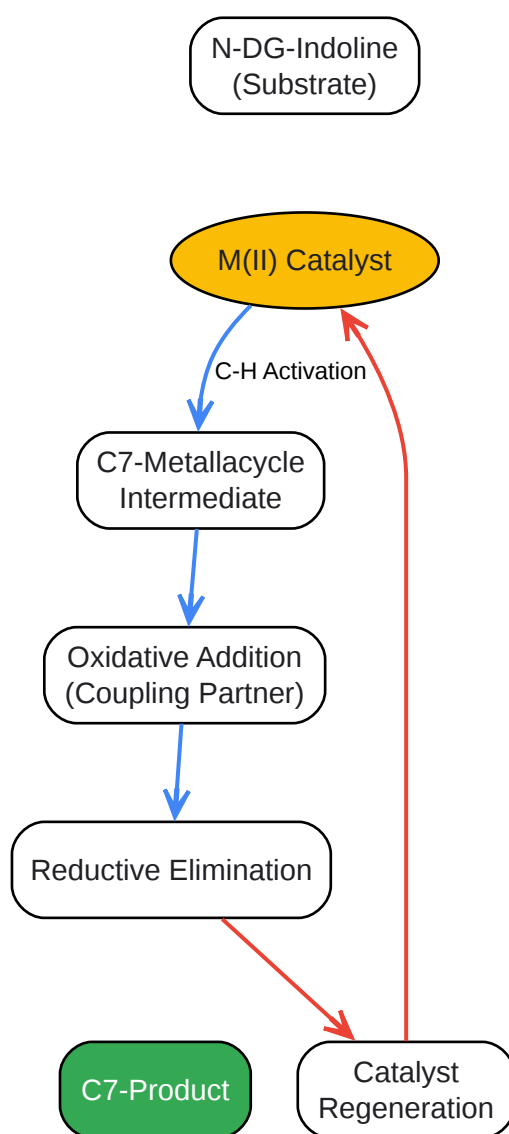 N-DG-Indoline
(Substrate)
M(II) Catalyst
C-H Activation
C7-Metallacycle
Intermediate
Oxidative Addition
(Coupling Partner)
Reductive Elimination
C7-Product
Catalyst
Regeneration